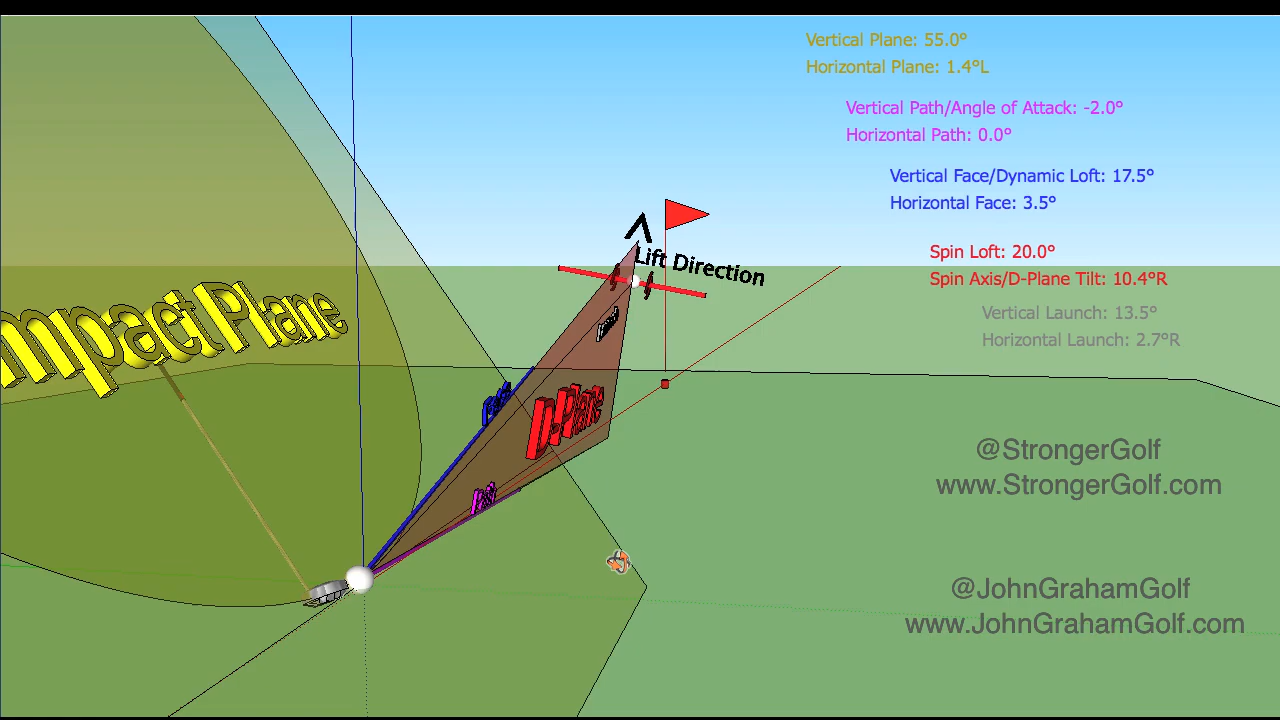 Vertical Plane: 55.0°
Horizontal Plane: 1.4°L
Vertical Path/Angle of Attack: -2.0°
Horizontal Path: 0.0°
Vertical Face/Dynamic Loft: 17.5°
Horizontal Face: 3.5°
Lift Direction
Spin Loft: 20.0°
Spin Axis/D-Plane Tilt: 10.4°R
Vertical Launch: 13.5°
Horizontal Launch: 2.7°R
mpact Plane
D-Plane
Path
@StrongerGolf
www.StrongerGolf.com
@JohnGrahamGolf
www.JohnGrahamGolf.com